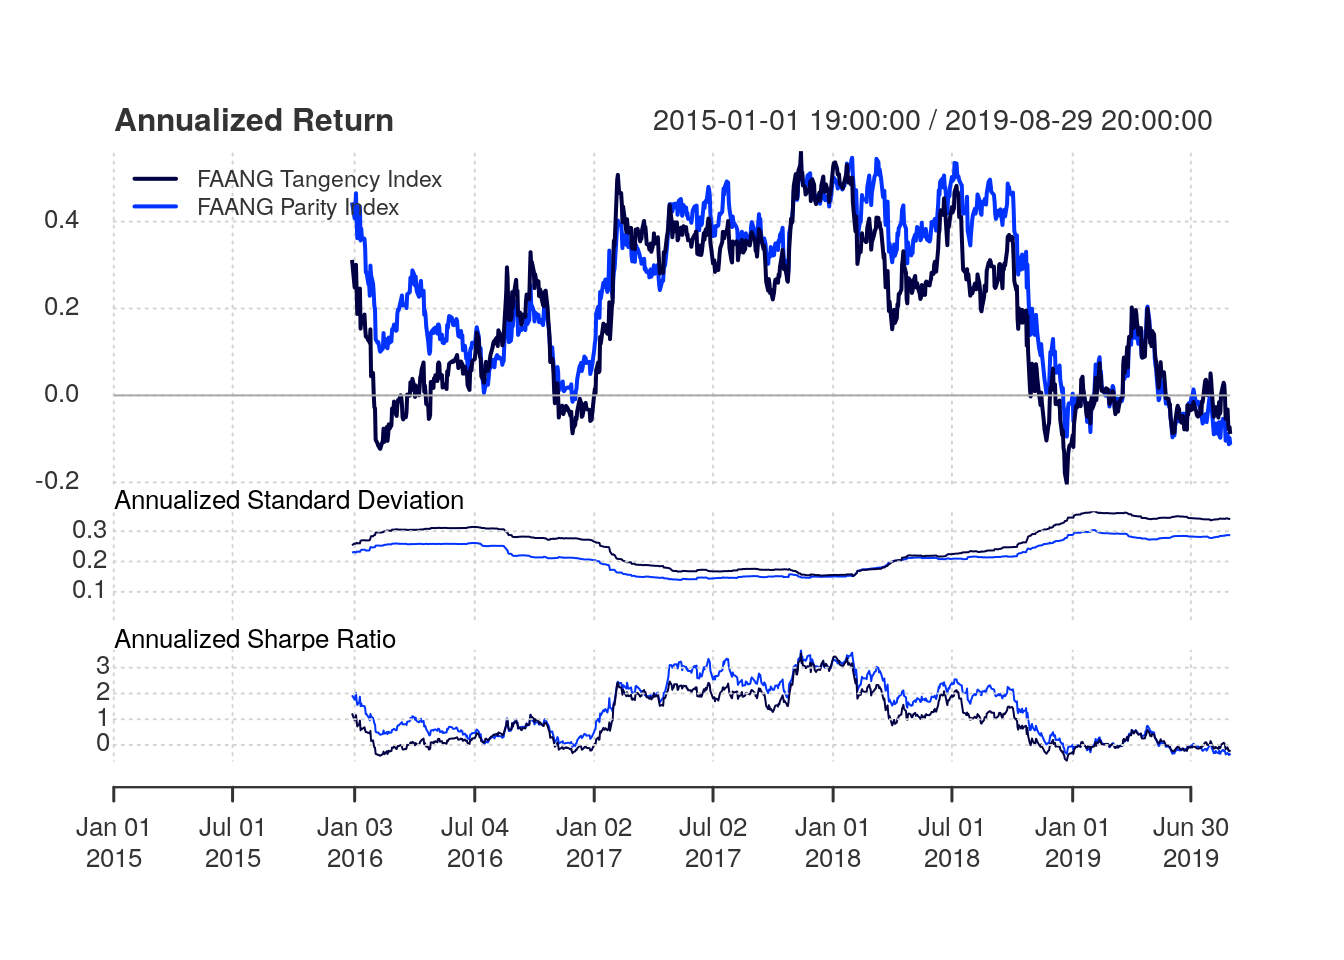 Annualized Return 2015-01-01 19:00:00 / 2019-08-29 20:00:00
FAANG Tangency Index
FAANG Parity Index
0.4
0.2
0.0
-0.2
Annualized Standard Deviation
0.3
0.2
0.1
Annualized Sharpe Ratio
3
2
1
0
Jan 01 Jul 01 Jan 03 Jul 04 Jan 02 Jul 02 Jan 01 Jul 01 Jan 01 Jun 30
2015 2015 2016 2016 2017 2017 2018 2018 2019 2019